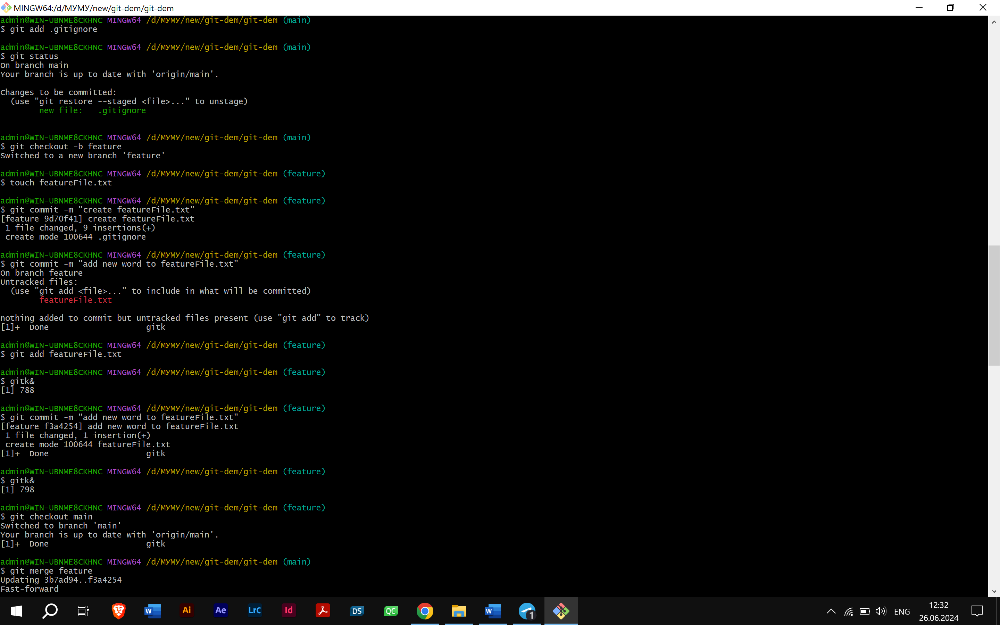 MINGW64:/d/МУМУ/new/git-dem/git-dem
admin@WIN-UBNME8CKHNC MINGW64 /d/МУМУ/new/git-dem/git-dem (main)
$ git add .gitignore
admin@WIN-UBNME8CKHNC MINGW64 /d/МУМУ/new/git-dem/git-dem (main)
$ git status
On branch main
Your branch is up to date with 'origin/main'.
Changes to be committed:
  (use "git restore --staged <file>..." to unstage)
        new file:   .gitignore
admin@WIN-UBNME8CKHNC MINGW64 /d/МУМУ/new/git-dem/git-dem (main)
$ git checkout -b feature
Switched to a new branch 'feature'
admin@WIN-UBNME8CKHNC MINGW64 /d/МУМУ/new/git-dem/git-dem (feature)
$ touch featureFile.txt
admin@WIN-UBNME8CKHNC MINGW64 /d/МУМУ/new/git-dem/git-dem (feature)
$ git commit -m "create featureFile.txt"
[feature 9d70f41] create featureFile.txt
 1 file changed, 9 insertions(+)
 create mode 100644 .gitignore
admin@WIN-UBNME8CKHNC MINGW64 /d/МУМУ/new/git-dem/git-dem (feature)
$ git commit -m "add new word to featureFile.txt"
On branch feature
Untracked files:
  (use "git add <file>..." to include in what will be committed)
        featureFile.txt
nothing added to commit but untracked files present (use "git add" to track)
[1]+  Done                    gitk
admin@WIN-UBNME8CKHNC MINGW64 /d/МУМУ/new/git-dem/git-dem (feature)
$ git add featureFile.txt
admin@WIN-UBNME8CKHNC MINGW64 /d/МУМУ/new/git-dem/git-dem (feature)
$ gitk&
[1] 788
admin@WIN-UBNME8CKHNC MINGW64 /d/МУМУ/new/git-dem/git-dem (feature)
$ git commit -m "add new word to featureFile.txt"
[feature f3a4254] add new word to featureFile.txt
 1 file changed, 1 insertion(+)
 create mode 100644 featureFile.txt
[1]+  Done                    gitk
admin@WIN-UBNME8CKHNC MINGW64 /d/МУМУ/new/git-dem/git-dem (feature)
$ gitk&
[1] 798
admin@WIN-UBNME8CKHNC MINGW64 /d/МУМУ/new/git-dem/git-dem (feature)
$ git checkout main
Switched to branch 'main'
Your branch is up to date with 'origin/main'.
[1]+  Done                    gitk
admin@WIN-UBNME8CKHNC MINGW64 /d/МУМУ/new/git-dem/git-dem (main)
$ git merge feature
Updating 3b7ad94..f3a4254
Fast-forward
W Ai Ae LrC Id DS QC W 1 ENG
12:32
26.06.2024